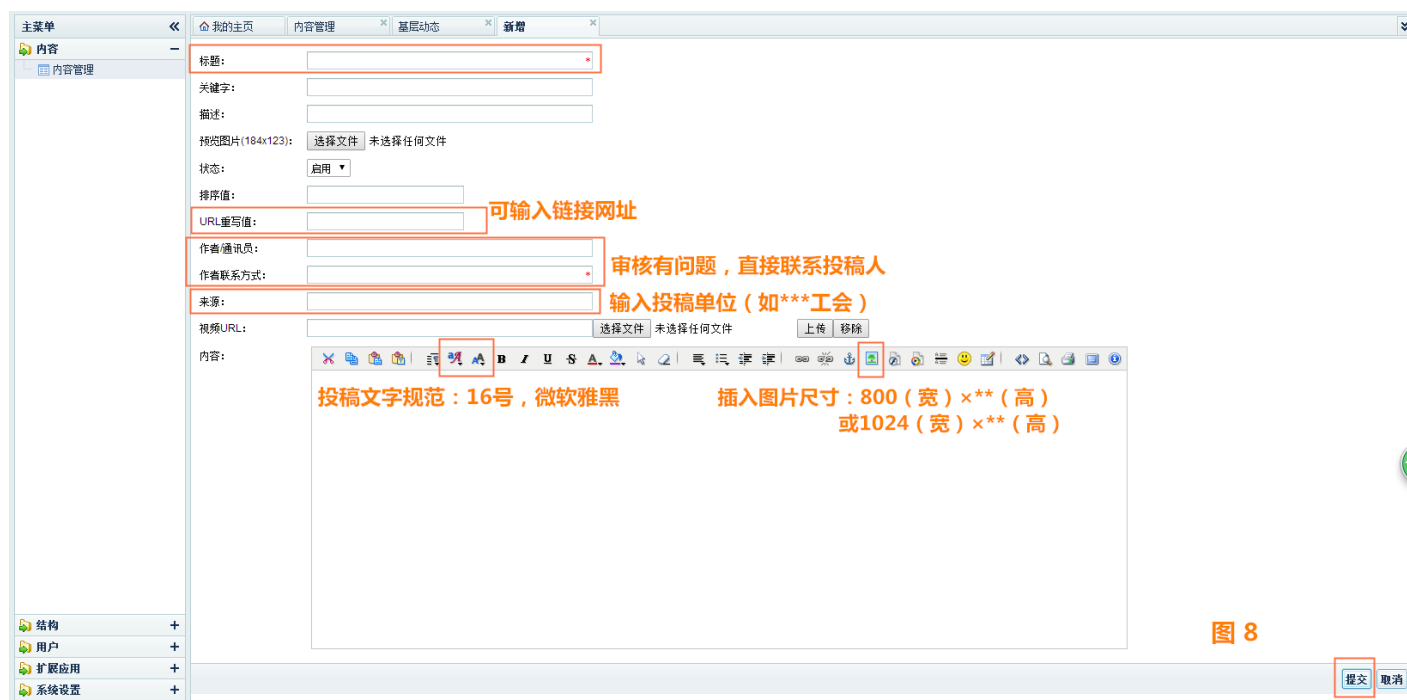 主菜单 « 我的主页 内容管理 × 基层动态 × 新增 ×
内容 −
内容管理
标题: *
关键字:
描述:
预览图片(184x123): 选择文件 未选择任何文件
状态: 启用 ▼
排序值:
URL重写值: 可输入链接网址
作者/通讯员:
作者联系方式: * 审核有问题，直接联系投稿人
来源: 输入投稿单位（如***工会）
视频URL: 选择文件 未选择任何文件 上传 移除
内容: B I U S A
投稿文字规范：16号，微软雅黑 插入图片尺寸：800（宽）×**（高）
或1024（宽）×**（高）
结构 +
图 8
用户 +
扩展应用 +
提交 取消
系统设置 +